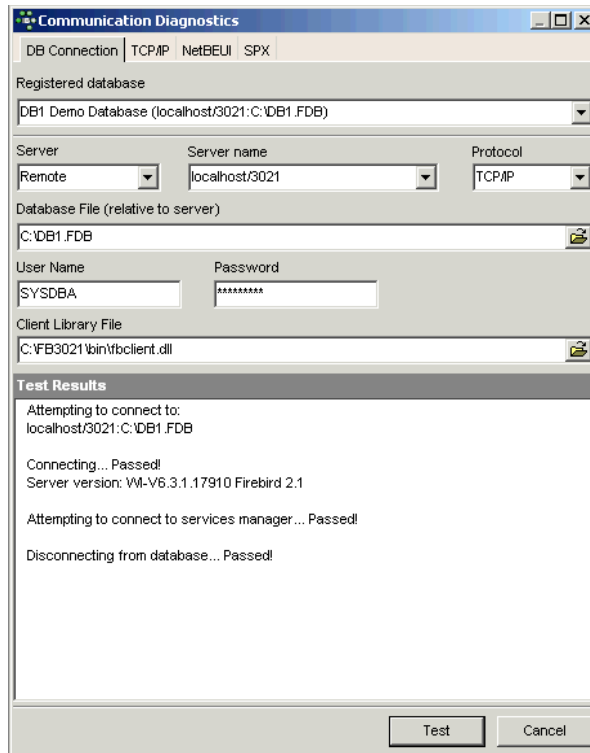 Communication Diagnostics
DB Connection TCP/IP NetBEUI SPX
Registered database
DB1 Demo Database (localhost/3021:C:\DB1.FDB)
Server Server name Protocol
Remote localhost/3021 TCP/IP
Database File (relative to server)
C:\DB1.FDB
User Name Password
SYSDBA *********
Client Library File
C:\FB3021\bin\fbclient.dll
Test Results
Attempting to connect to:
localhost/3021:C:\DB1.FDB
Connecting... Passed!
Server version: WI-V6.3.1.17910 Firebird 2.1
Attempting to connect to services manager... Passed!
Disconnecting from database... Passed!
Test Cancel